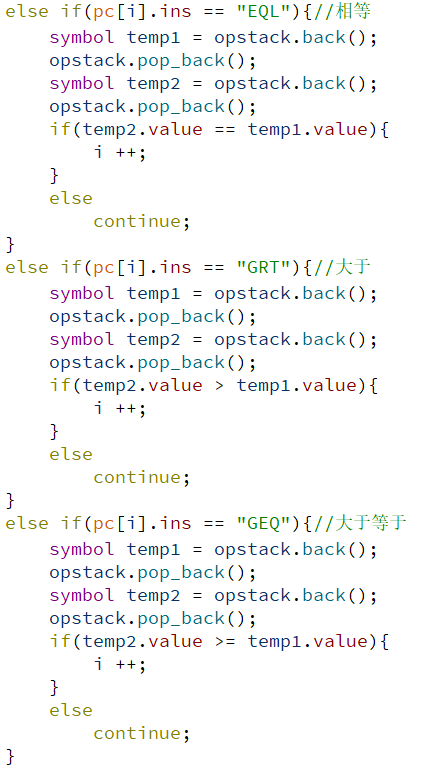 else if(pc[i].ins == "EQL"){//相等
    symbol temp1 = opstack.back();
    opstack.pop_back();
    symbol temp2 = opstack.back();
    opstack.pop_back();
    if(temp2.value == temp1.value){
        i ++;
    }
    else
        continue;
}
else if(pc[i].ins == "GRT"){//大于
    symbol temp1 = opstack.back();
    opstack.pop_back();
    symbol temp2 = opstack.back();
    opstack.pop_back();
    if(temp2.value > temp1.value){
        i ++;
    }
    else
        continue;
}
else if(pc[i].ins == "GEQ"){//大于等于
    symbol temp1 = opstack.back();
    opstack.pop_back();
    symbol temp2 = opstack.back();
    opstack.pop_back();
    if(temp2.value >= temp1.value){
        i ++;
    }
    else
        continue;
}